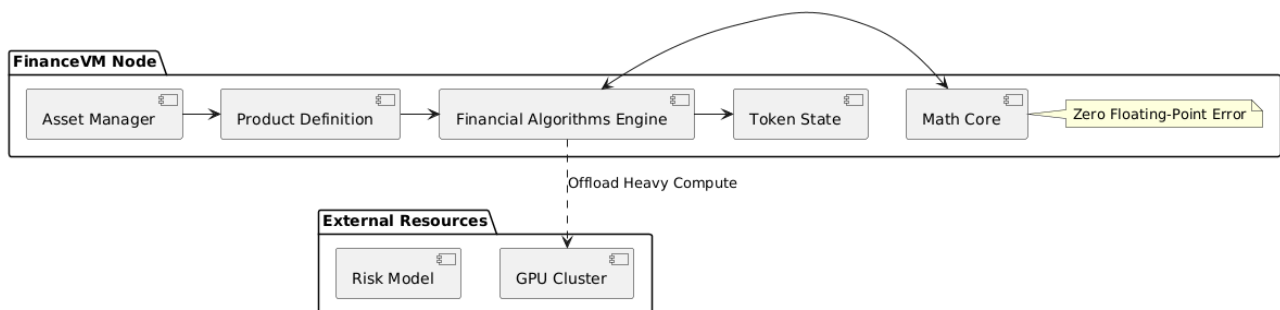 FinanceVM Node
Asset Manager
Product Definition
Financial Algorithms Engine
Token State
Math Core
Zero Floating-Point Error
Offload Heavy Compute
External Resources
Risk Model
GPU Cluster